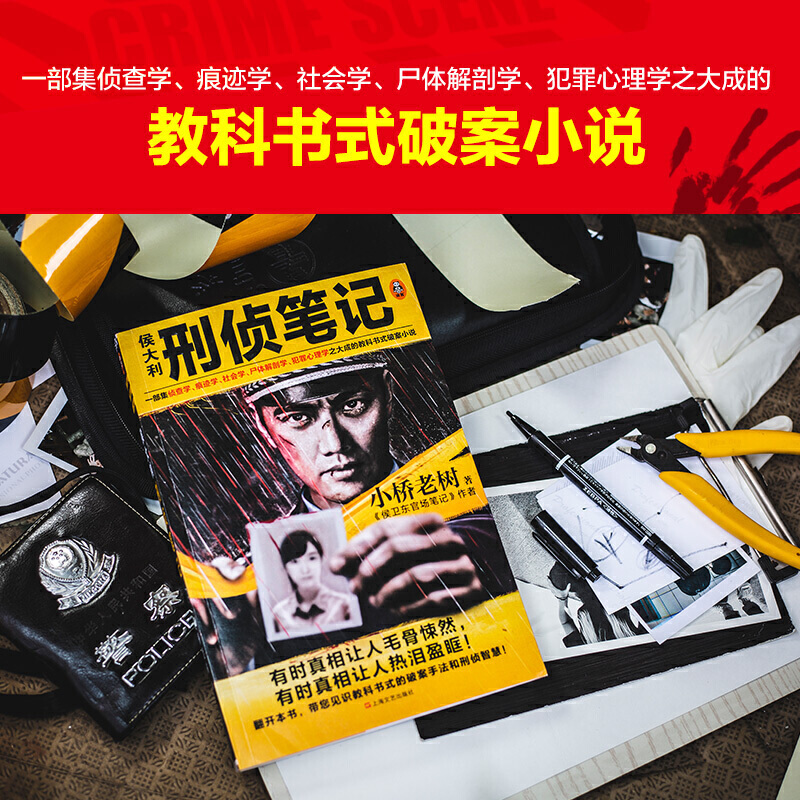 CRIME SCENE
一部集侦查学、痕迹学、社会学、尸体解剖学、犯罪心理学之大成的
教科书式破案小说
侯大利
刑侦笔记
一部集侦查学、痕迹学、社会学、尸体解剖学、犯罪心理学之大成的教科书式破案小说
小桥老树 著
《侯卫东官场笔记》作者
有时真相让人毛骨悚然，
有时真相让人热泪盈眶！
翻开本书，带您见识教科书式的破案手法和刑侦智慧！
上海文艺出版社
警察
POLICE